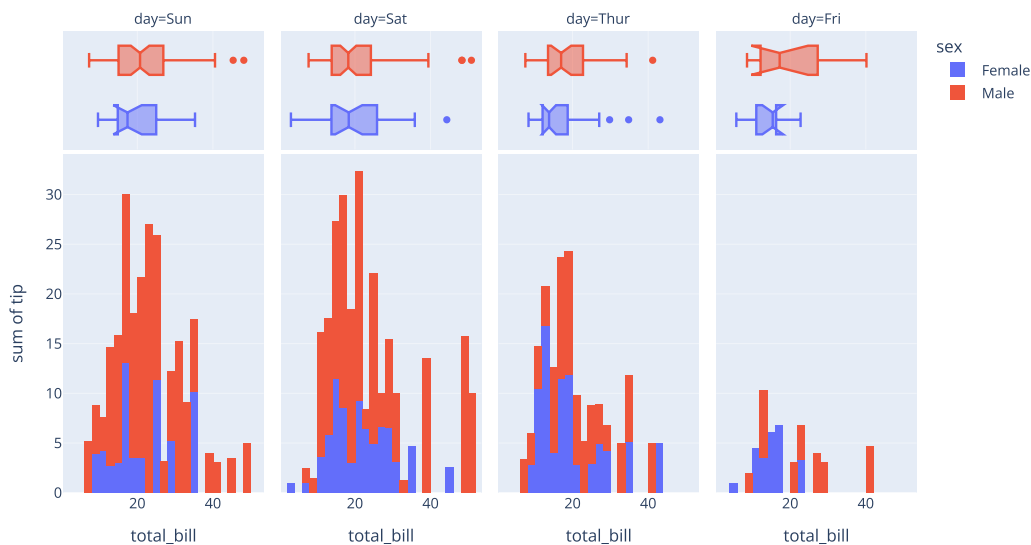 day=Sun
day=Sat
day=Thur
day=Fri
sex
Female
Male
sum of tip
30
25
20
15
10
5
0
20
40
20
40
20
40
20
40
total_bill
total_bill
total_bill
total_bill